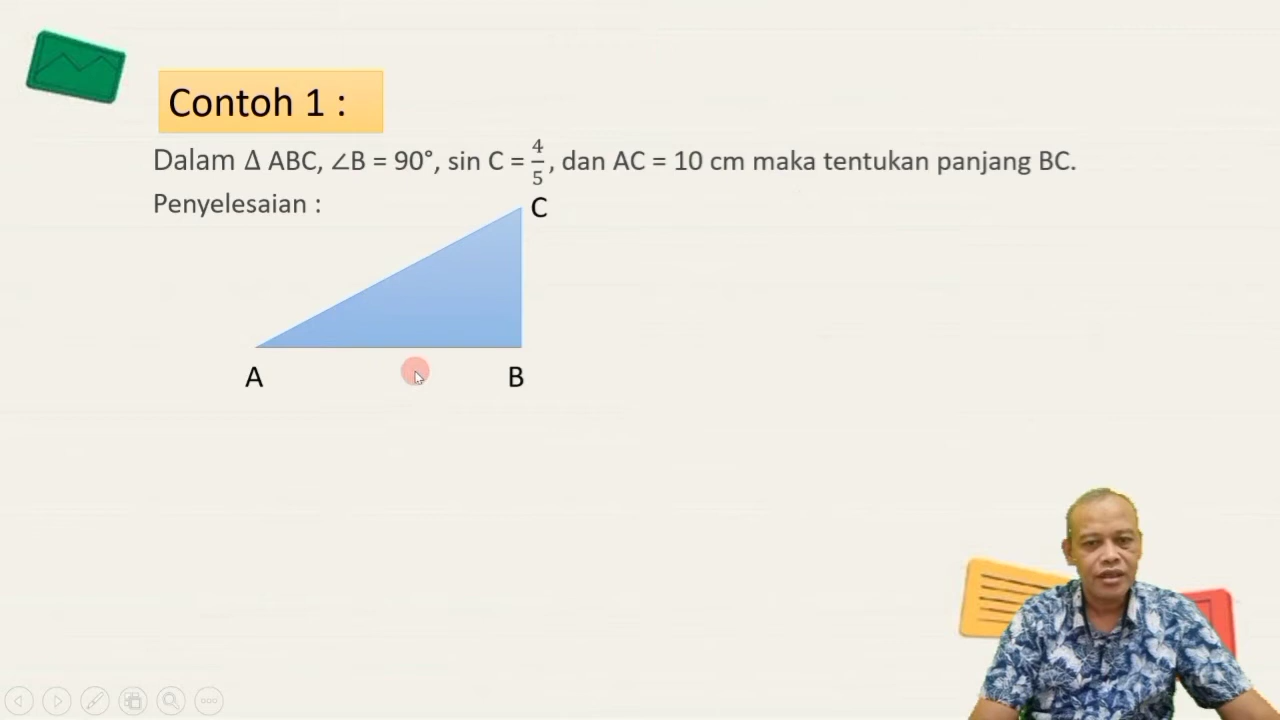 Contoh 1 :
Dalam Δ ABC, ∠B = 90°, sin C = 4/5, dan AC = 10 cm maka tentukan panjang BC.
Penyelesaian :
C
A
B